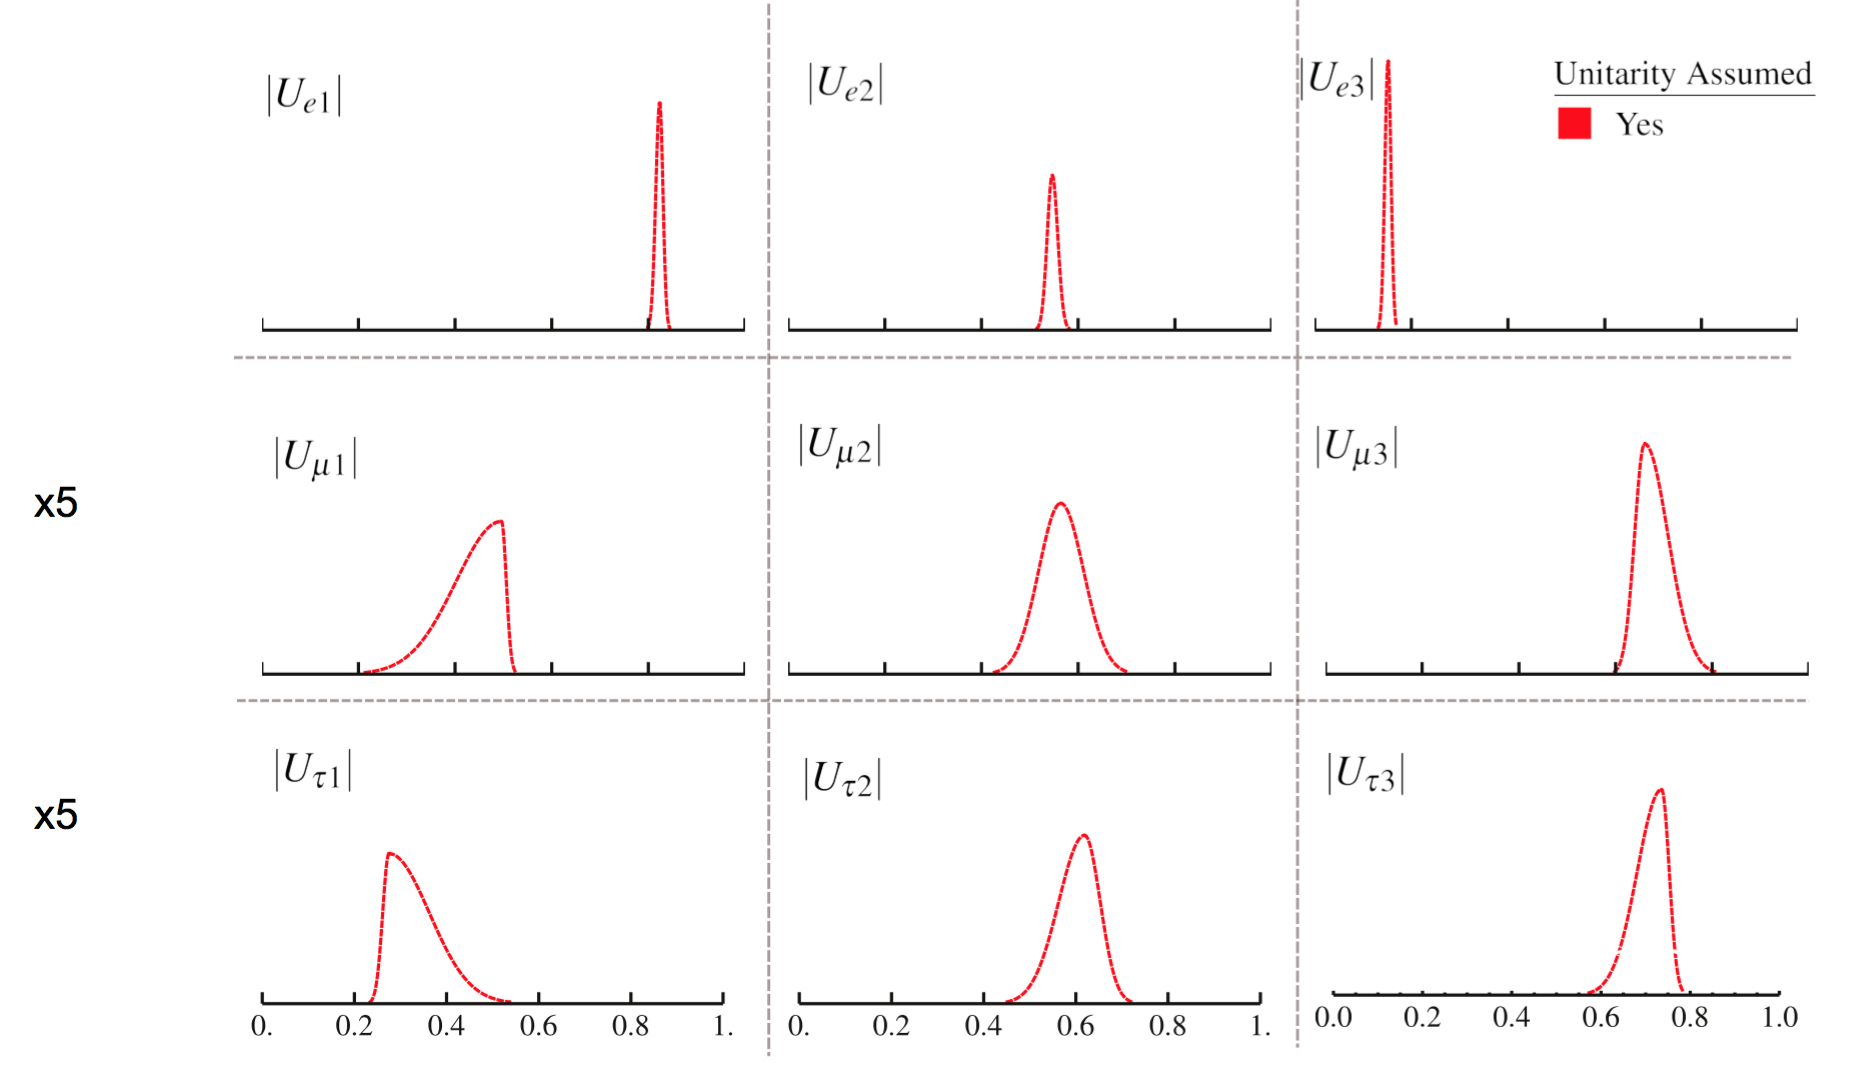 |Ue1|
|Ue2|
|Ue3|
Unitarity Assumed
Yes
x5
|Uμ1|
|Uμ2|
|Uμ3|
x5
|Uτ1|
|Uτ2|
|Uτ3|
0. 0.2 0.4 0.6 0.8 1.
0. 0.2 0.4 0.6 0.8 1.
0.0 0.2 0.4 0.6 0.8 1.0